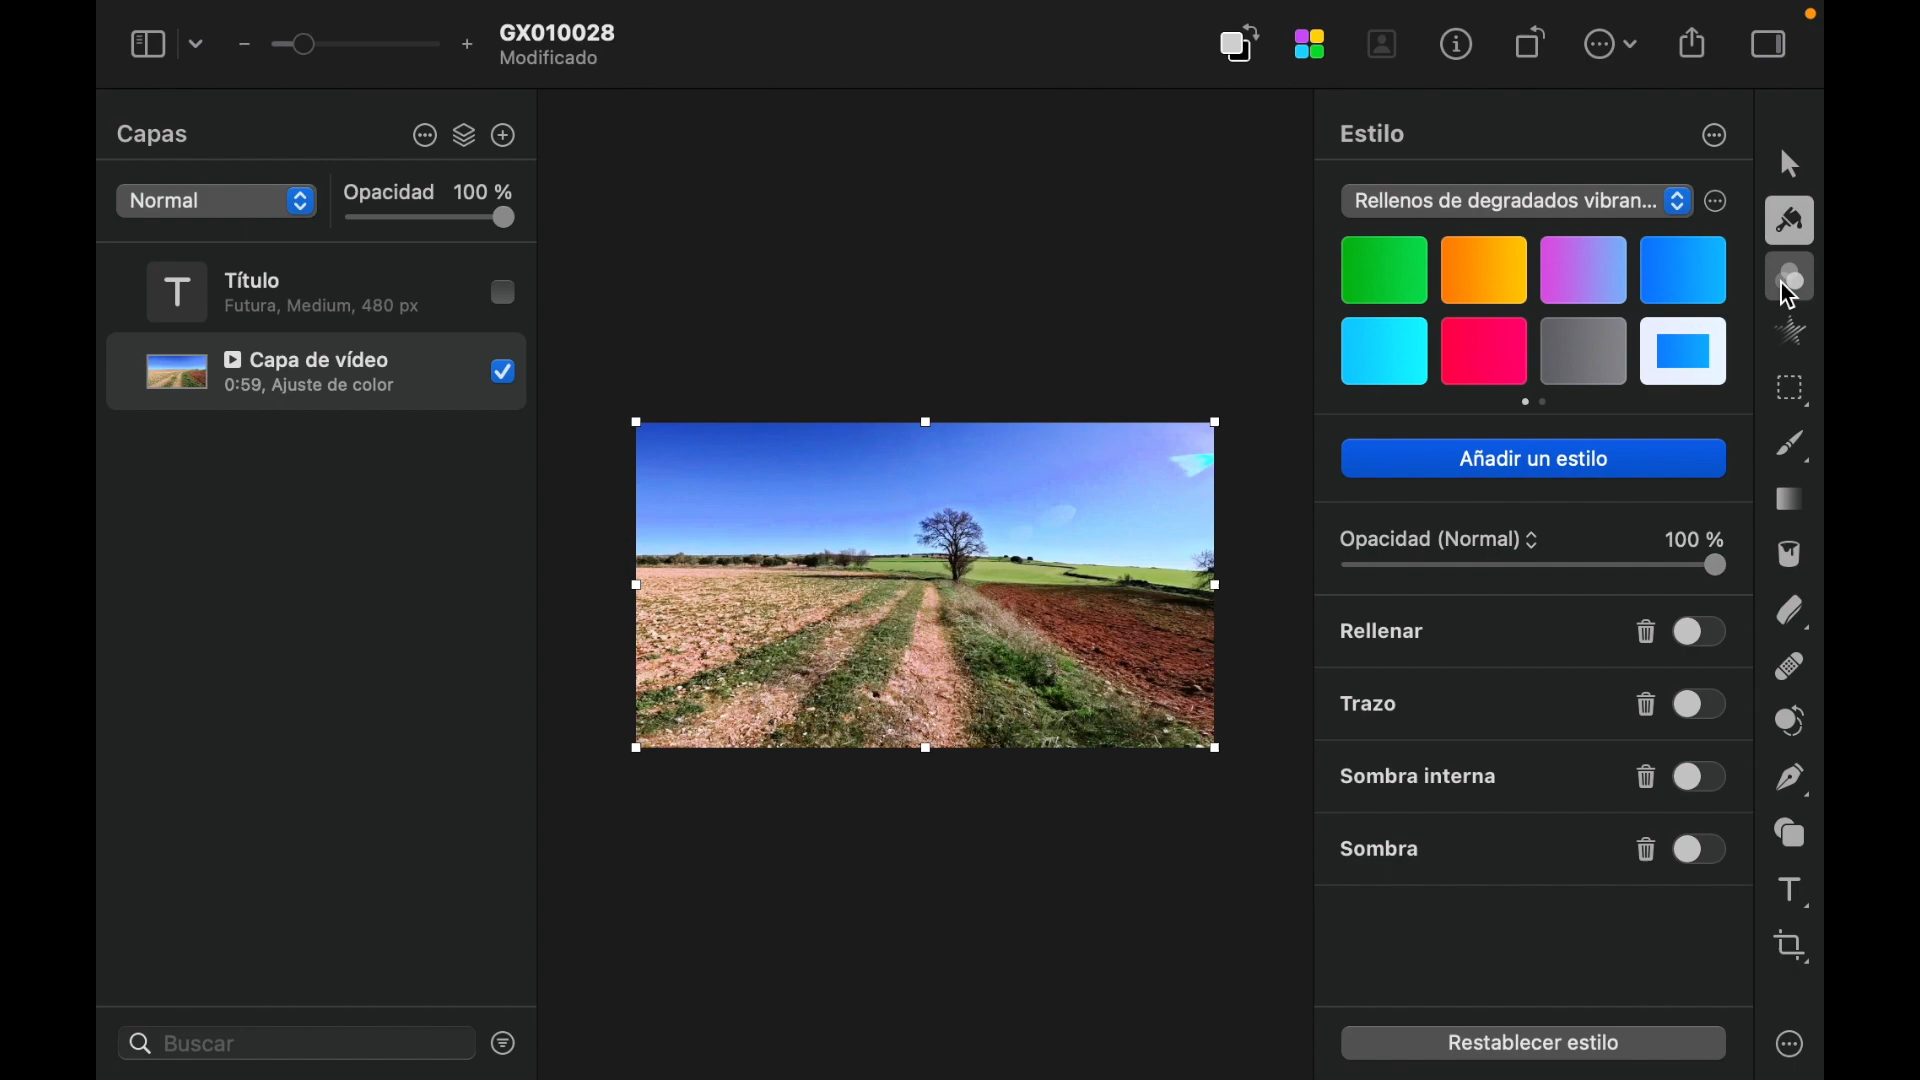 GX010028
Modificado
Capas
Normal
Opacidad 100 %
Título
Futura, Medium, 480 px
Capa de vídeo
0:59, Ajuste de color
Buscar
Estilo
Rellenos de degradados vibran...
Añadir un estilo
Opacidad (Normal) 100 %
Rellenar
Trazo
Sombra interna
Sombra
Restablecer estilo